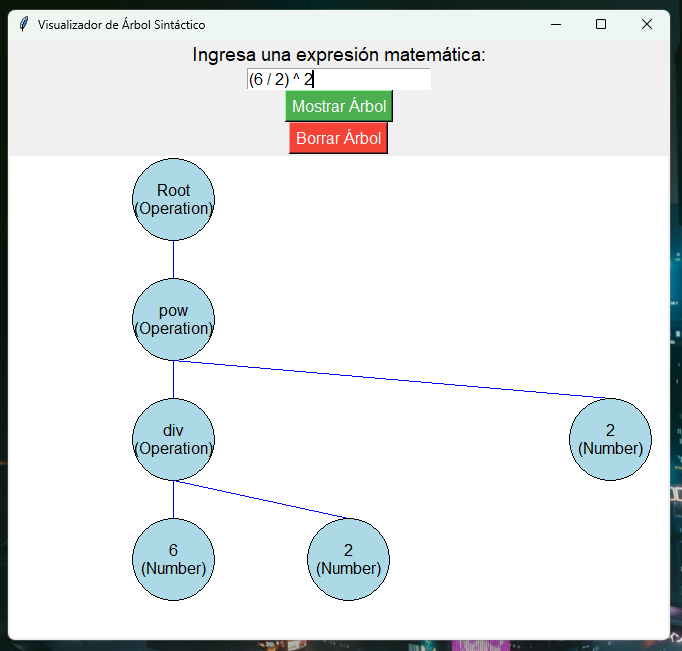 Visualizador de Árbol Sintáctico
Ingresa una expresión matemática:
(6 / 2) ^ 2
Mostrar Árbol
Borrar Árbol
Root
(Operation)
pow
(Operation)
div
(Operation)
2
(Number)
6
(Number)
2
(Number)